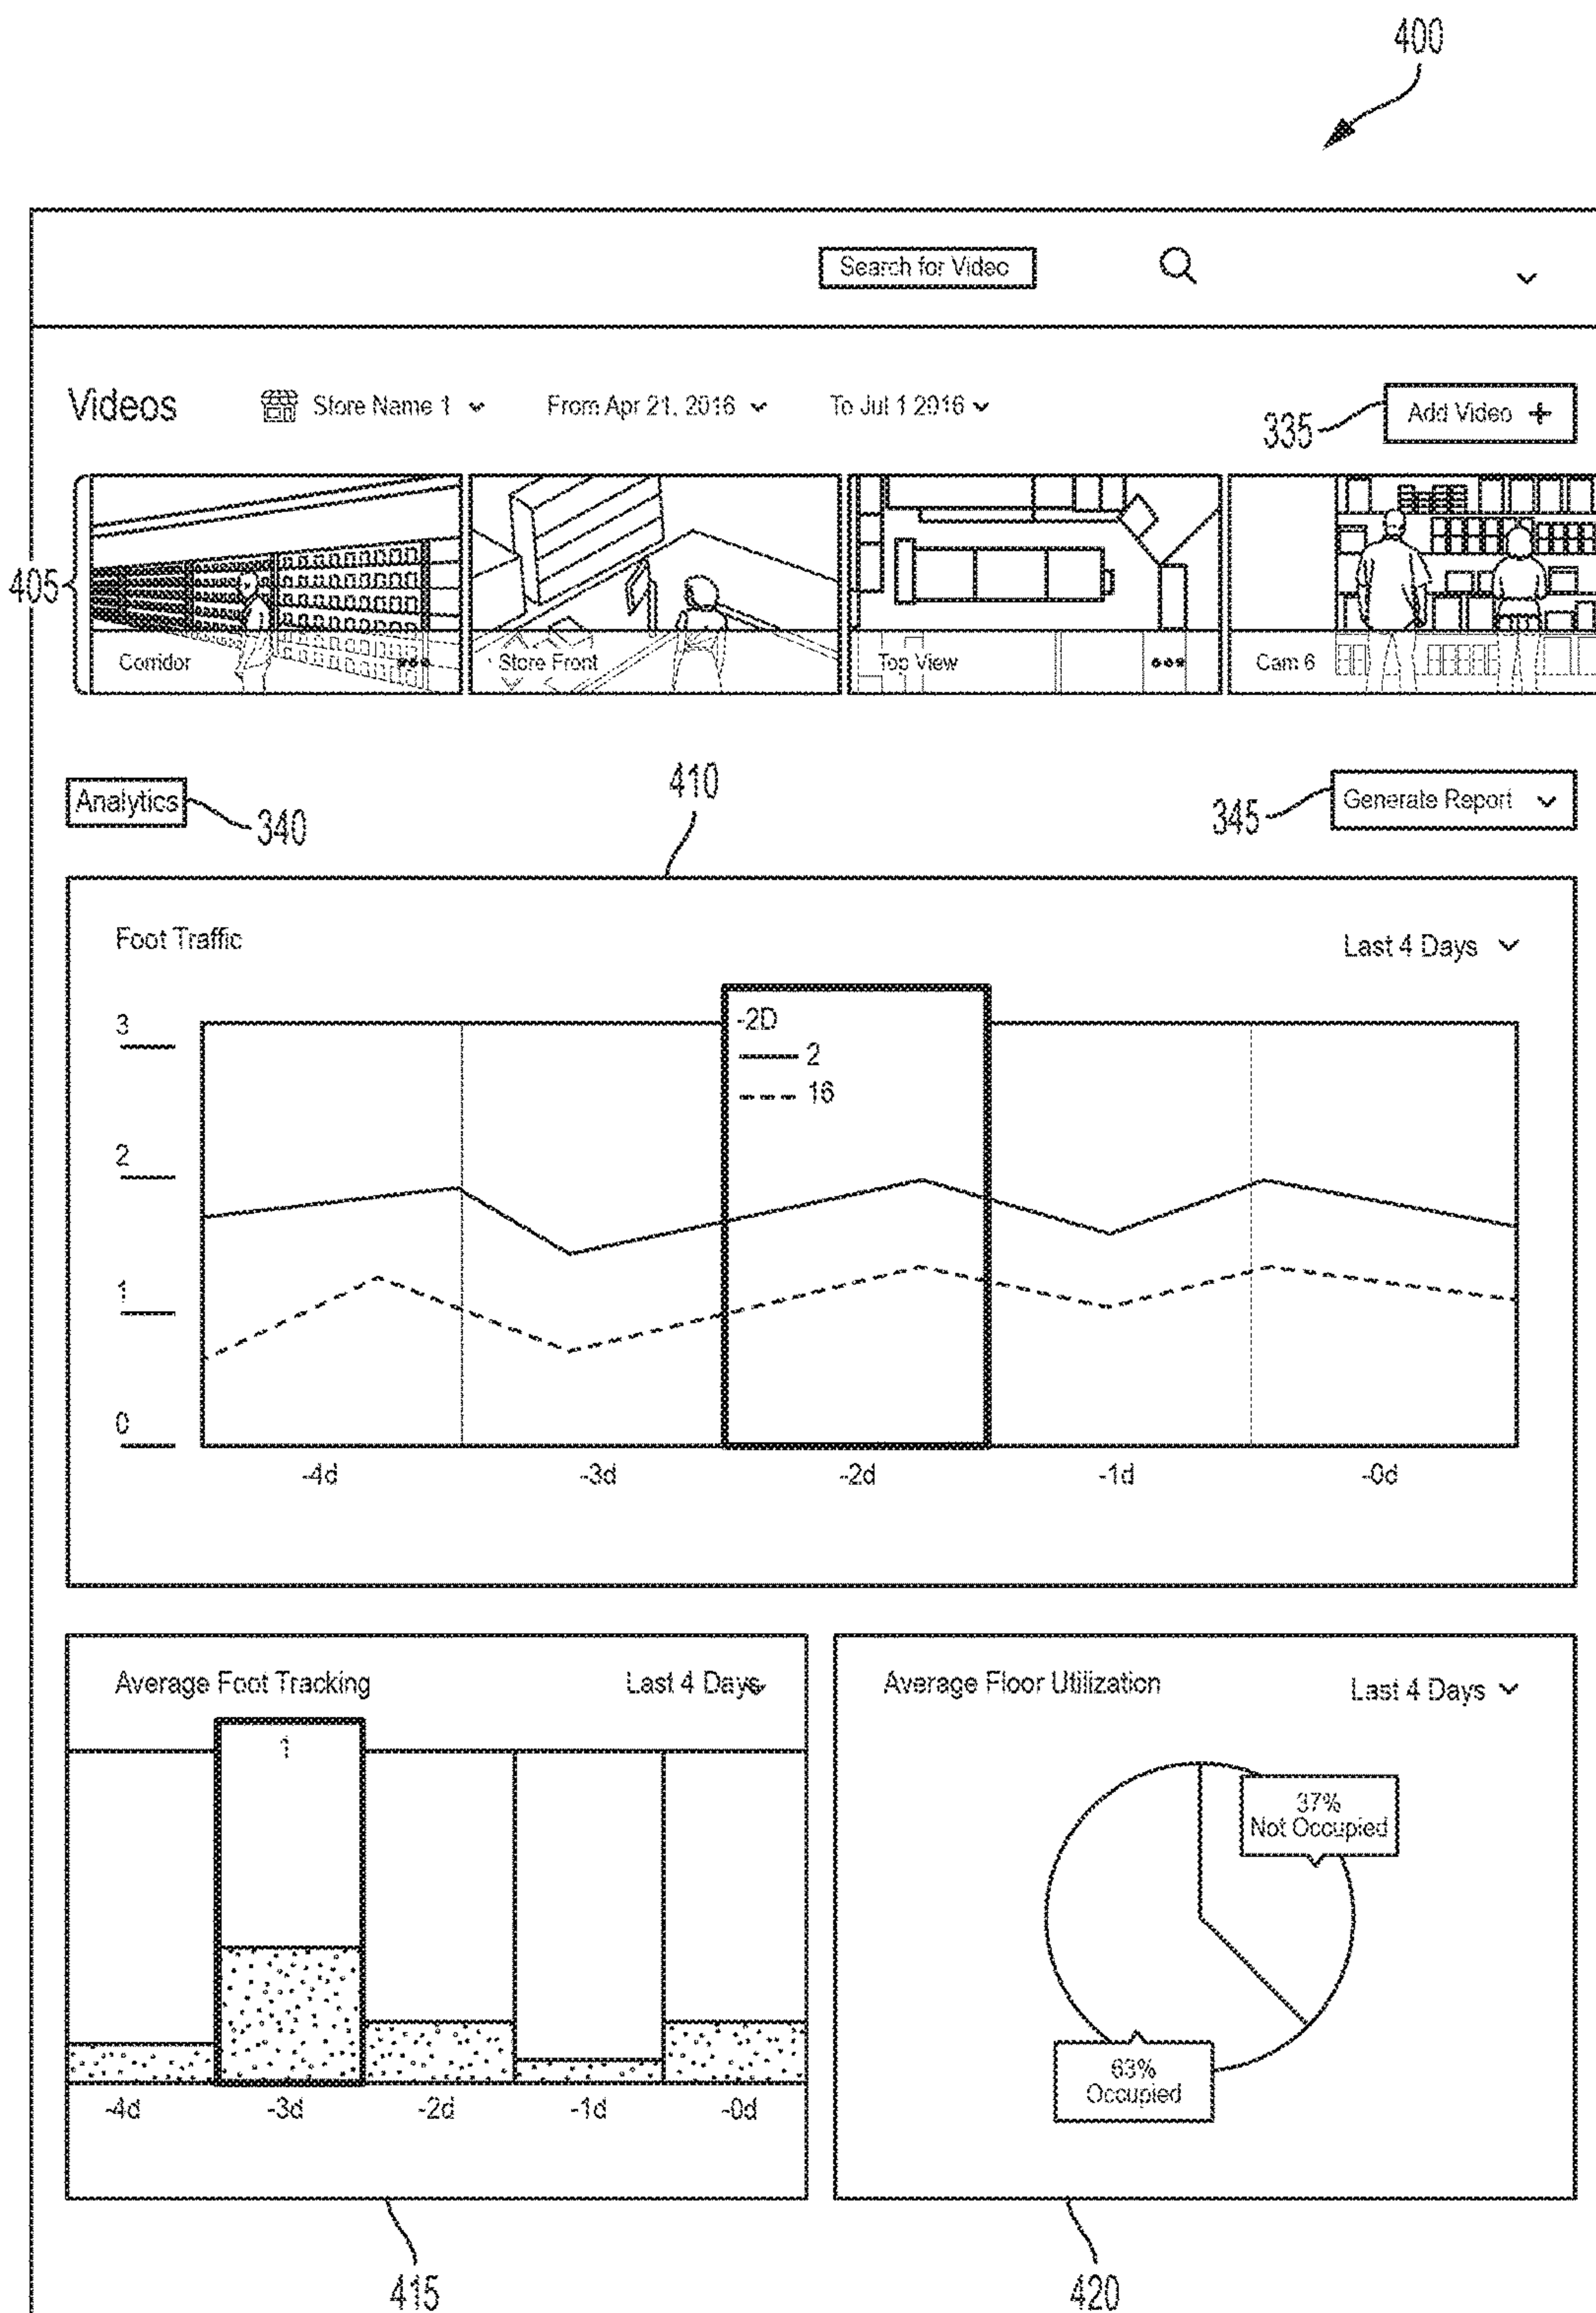 400
Search for Video
Videos
Store Name 1
From Apr 21, 2016
To Jul 1 2016
335
Add Video +
405
Corridor
Store Front
Top View
Cam 6
Analytics
340
410
345
Generate Report
Foot Traffic
Last 4 Days
-2D
2
16
3
2
1
0
-4d
-3d
-2d
-1d
-0d
Average Foot Tracking
Last 4 Days
1
-4d
-3d
-2d
-1d
-0d
415
Average Floor Utilization
Last 4 Days
37%
Not Occupied
63%
Occupied
420